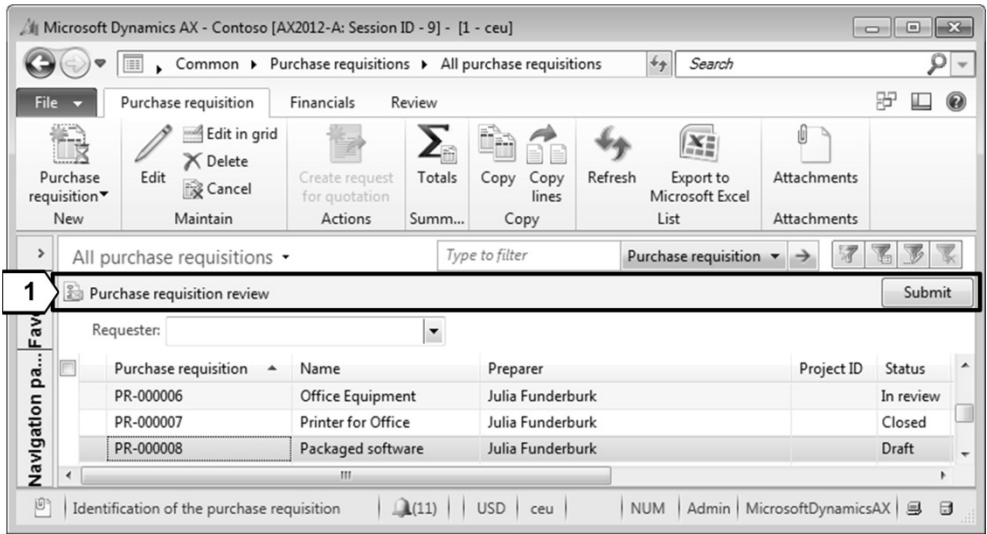 Microsoft Dynamics AX - Contoso [AX2012-A: Session ID - 9] - [1 - ceu]
Common Purchase requisitions All purchase requisitions Search
File Purchase requisition Financials Review
Purchase requisition
Edit
Edit in grid
Delete
Cancel
Create request for quotation
Totals
Copy
Copy lines
Refresh
Export to Microsoft Excel
Attachments
New Maintain Actions Summ... Copy List Attachments
All purchase requisitions Type to filter Purchase requisition
1 Purchase requisition review Submit
Requester:
Purchase requisition Name Preparer Project ID Status
PR-000006 Office Equipment Julia Funderburk In review
PR-000007 Printer for Office Julia Funderburk Closed
PR-000008 Packaged software Julia Funderburk Draft
Navigation pa...
Identification of the purchase requisition (11) USD ceu NUM Admin MicrosoftDynamicsAX